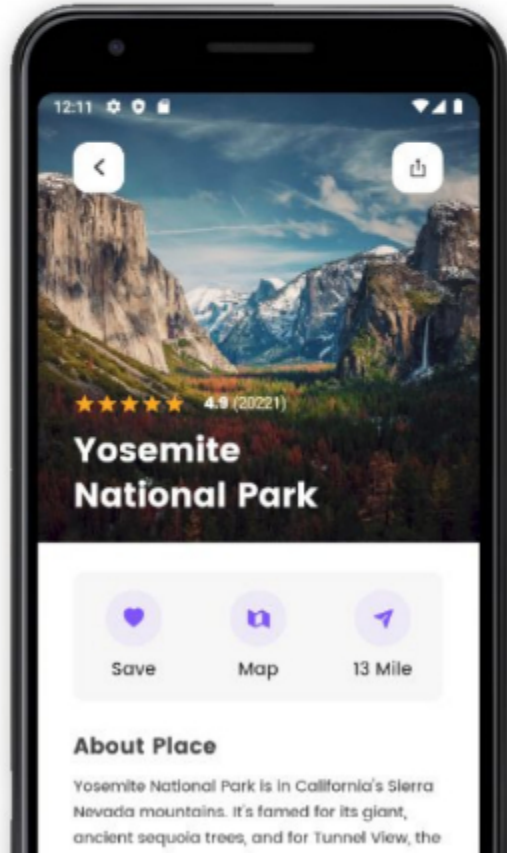 12:11
4.9 (20221)
Yosemite
National Park
Save
Map
13 Mile
About Place
Yosemite National Park is in California's Sierra
Nevada mountains. It's famed for its giant,
ancient sequoia trees, and for Tunnel View, the